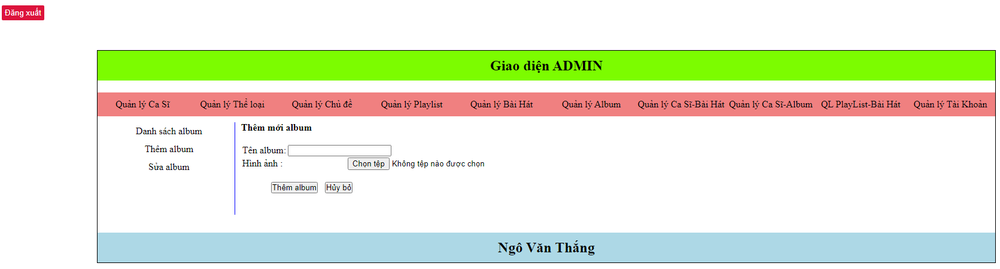 Đăng xuất
Giao diện ADMIN
Quản lý Ca Sĩ Quản lý Thể loại Quản lý Chủ đề Quản lý Playlist Quản lý Bài Hát Quản lý Album Quản lý Ca Sĩ-Bài Hát Quản lý Ca Sĩ-Album QL PlayList-Bài Hát Quản lý Tài Khoản
Danh sách album
Thêm album
Sửa album
Thêm mới album
Tên album:
Hình ảnh : Chọn tệp Không tệp nào được chọn
Thêm album Hủy bỏ
Ngô Văn Thắng